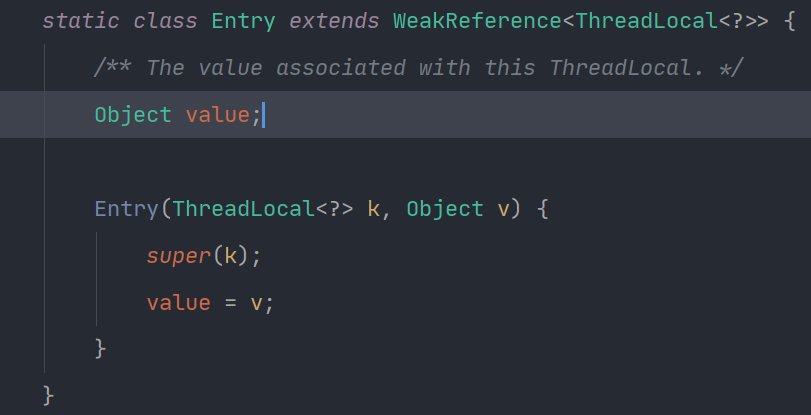 static class Entry extends WeakReference<ThreadLocal<?>> {
/** The value associated with this ThreadLocal. */
Object value;
Entry(ThreadLocal<?> k, Object v) {
super(k);
value = v;
}
}